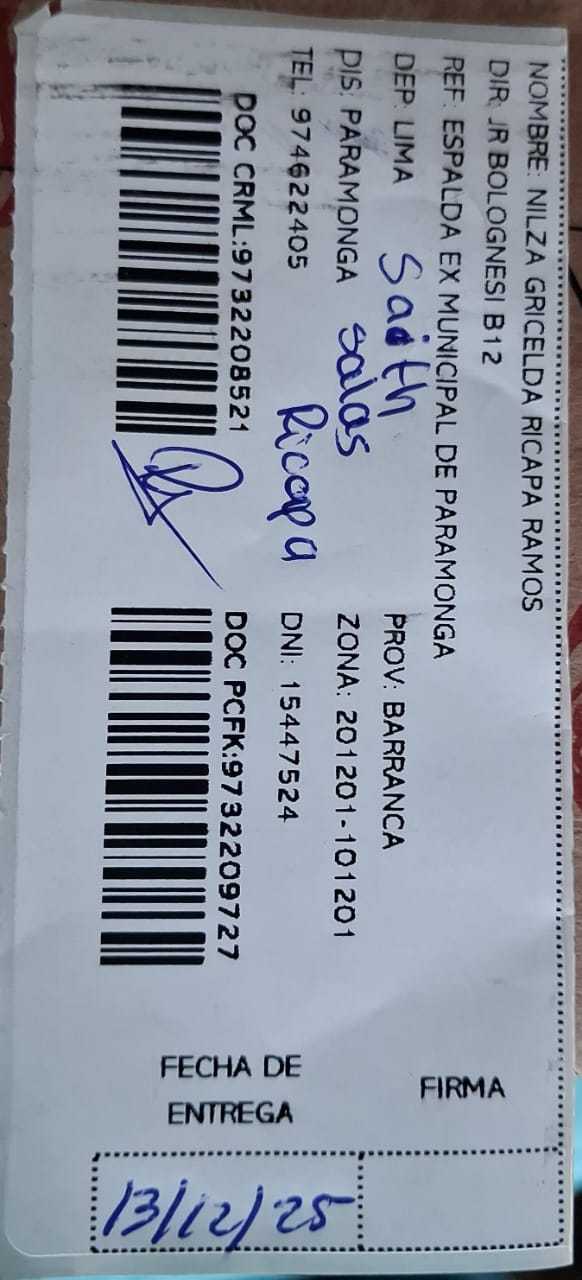 NOMBRE: NILZA GRICELDA RICAPA RAMOS
DIR: JR BOLOGNESI B12
REF: ESPALDA EX MUNICIPAL DE PARAMONGA
DEP: LIMA PROV: BARRANCA
DIS: PARAMONGA ZONA: 201201-101201
TEL: 974622405 DNI: 15447524
Saith
Salas
Ricapa
DOC CRML:9732208521 DOC PCFK:9732209727
FIRMA
FECHA DE
ENTREGA
13/12/25